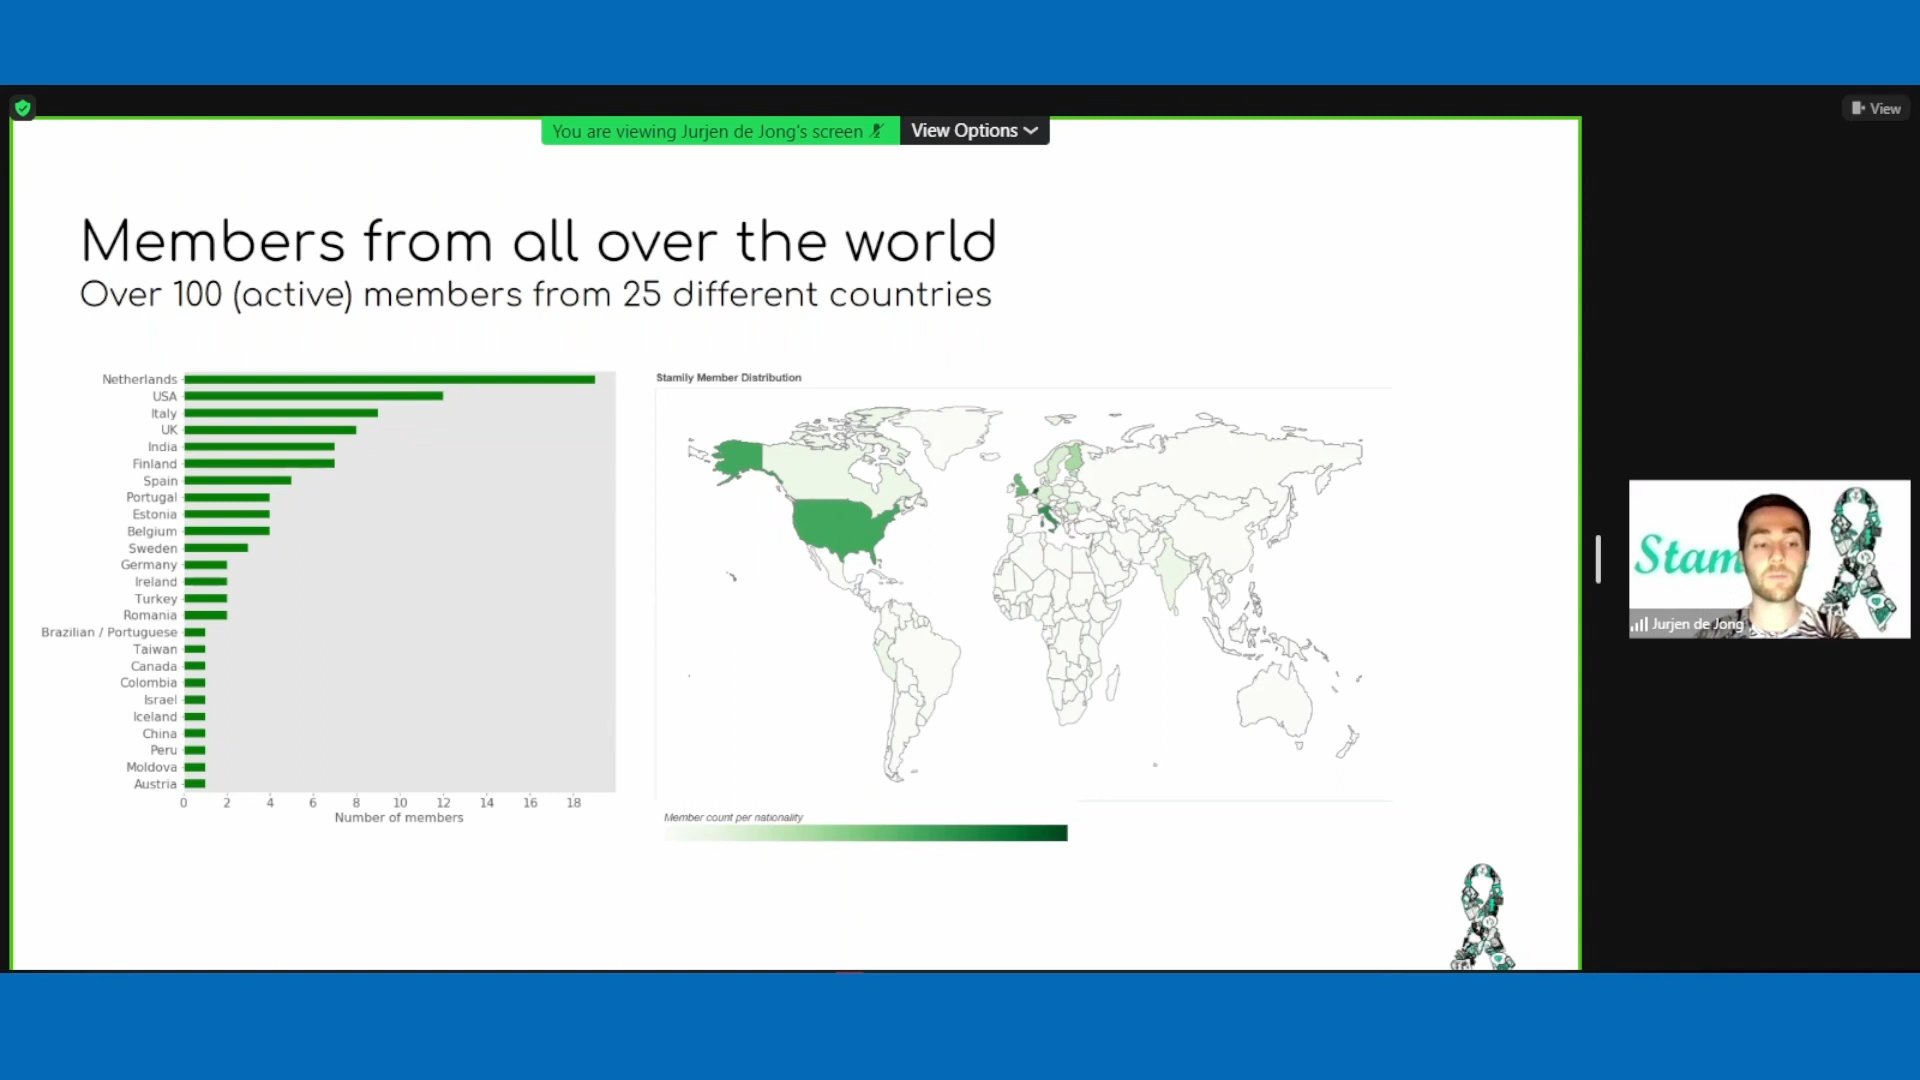 View
You are viewing Jurjen de Jong's screen
View Options
Members from all over the world
Over 100 (active) members from 25 different countries
Netherlands
USA
Italy
UK
India
Finland
Spain
Portugal
Estonia
Belgium
Sweden
Germany
Ireland
Turkey
Romania
Brazilian / Portuguese
Taiwan
Canada
Colombia
Israel
Iceland
China
Peru
Moldova
Austria
0 2 4 6 8 10 12 14 16 18
Number of members
Stamily Member Distribution
Member count per nationality
Stam
Jurjen de Jong